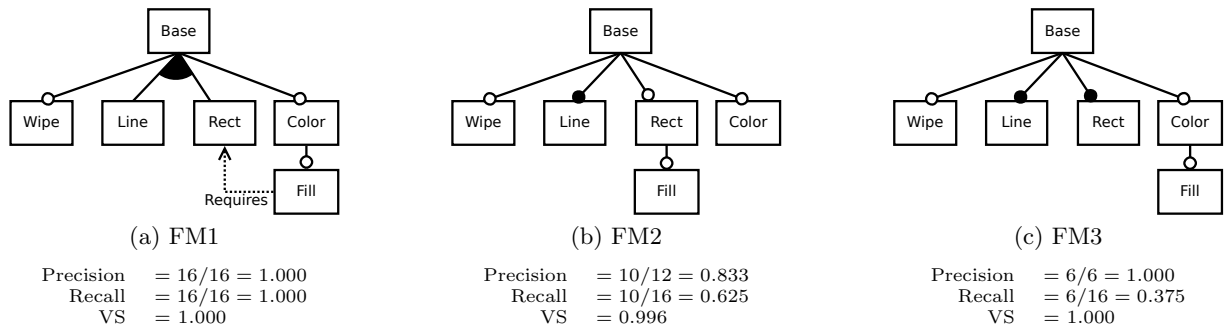 Base
Wipe
Line
Rect
Color
Requires
Fill
(a) FM1
Precision = 16/16 = 1.000
Recall = 16/16 = 1.000
VS = 1.000
Base
Wipe
Line
Rect
Color
Fill
(b) FM2
Precision = 10/12 = 0.833
Recall = 10/16 = 0.625
VS = 0.996
Base
Wipe
Line
Rect
Color
Fill
(c) FM3
Precision = 6/6 = 1.000
Recall = 6/16 = 0.375
VS = 1.000